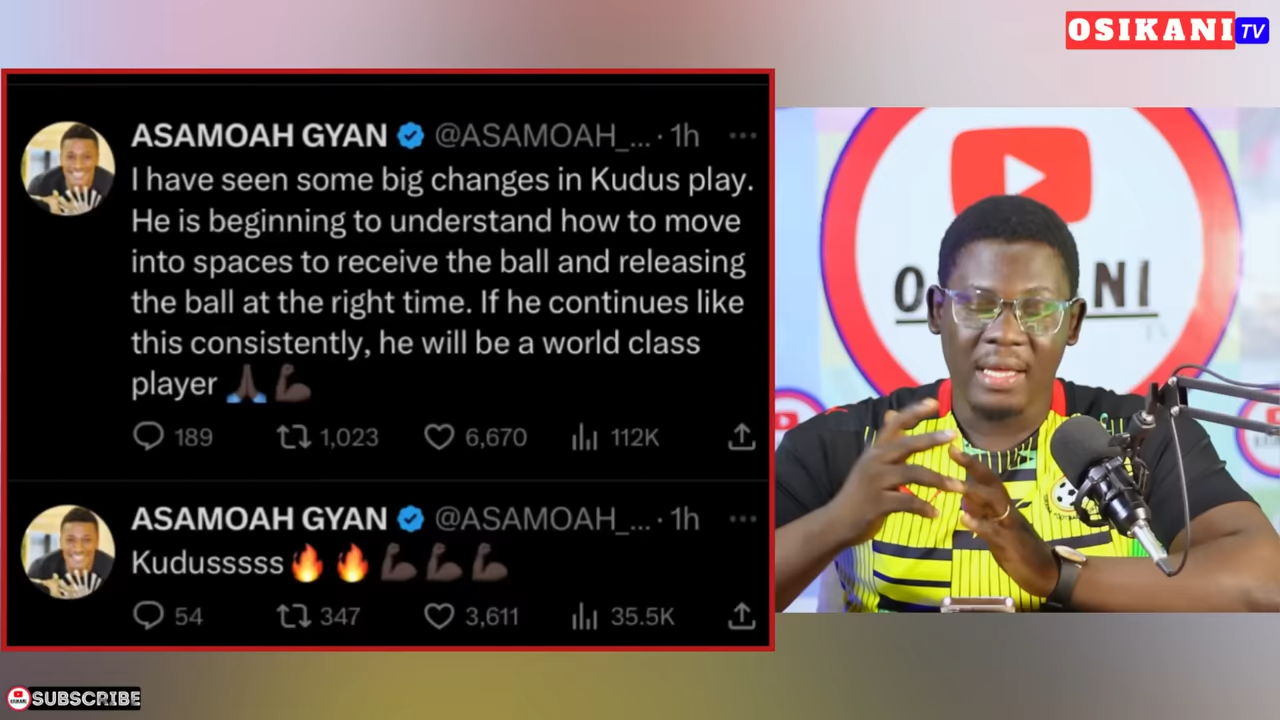 OSIKANI TV
ASAMOAH GYAN @ASAMOAH_... · 1h ...
I have seen some big changes in Kudus play.
He is beginning to understand how to move
into spaces to receive the ball and releasing
the ball at the right time. If he continues like
this consistently, he will be a world class
player 🙏🏿 💪🏿
189 1,023 6,670 112K
ASAMOAH GYAN @ASAMOAH_... · 1h ...
Kudusssss 🔥 🔥 💪🏿 💪🏿 💪🏿
54 347 3,611 35.5K
O NI
SUBSCRIBE